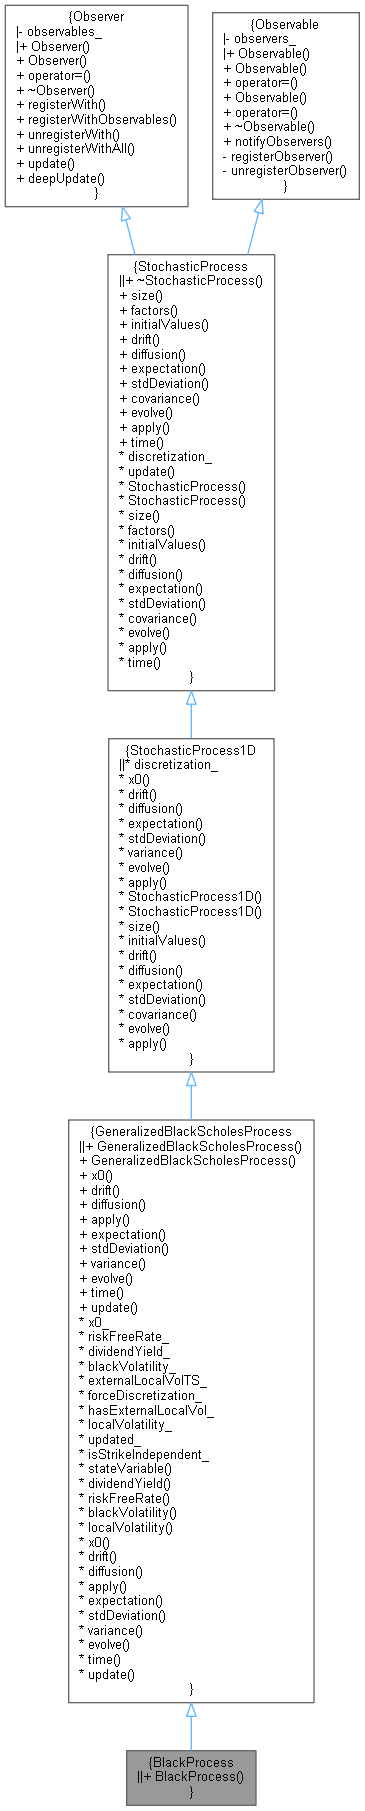 {Observer
|- observables_
|+ Observer()
+ Observer()
+ operator=()
+ ~Observer()
+ registerWith()
+ registerWithObservables()
+ unregisterWith()
+ unregisterWithAll()
+ update()
+ deepUpdate()
}
{Observable
|- observers_
|+ Observable()
+ Observable()
+ operator=()
+ Observable()
+ operator=()
+ ~Observable()
+ notifyObservers()
- registerObserver()
- unregisterObserver()
}
{StochasticProcess
||+ ~StochasticProcess()
+ size()
+ factors()
+ initialValues()
+ drift()
+ diffusion()
+ expectation()
+ stdDeviation()
+ covariance()
+ evolve()
+ apply()
+ time()
* discretization_
* update()
* StochasticProcess()
* StochasticProcess()
* size()
* factors()
* initialValues()
* drift()
* diffusion()
* expectation()
* stdDeviation()
* covariance()
* evolve()
* apply()
* time()
}
{StochasticProcess1D
||* discretization_
* x0()
* drift()
* diffusion()
* expectation()
* stdDeviation()
* variance()
* evolve()
* apply()
* StochasticProcess1D()
* StochasticProcess1D()
* size()
* initialValues()
* drift()
* diffusion()
* expectation()
* stdDeviation()
* covariance()
* evolve()
* apply()
}
{GeneralizedBlackScholesProcess
||+ GeneralizedBlackScholesProcess()
+ GeneralizedBlackScholesProcess()
+ x0()
+ drift()
+ diffusion()
+ apply()
+ expectation()
+ stdDeviation()
+ variance()
+ evolve()
+ time()
+ update()
* x0_
* riskFreeRate_
* dividendYield_
* blackVolatility_
* externalLocalVolTS_
* forceDiscretization_
* hasExternalLocalVol_
* localVolatility_
* updated_
* isStrikeIndependent_
* stateVariable()
* dividendYield()
* riskFreeRate()
* blackVolatility()
* localVolatility()
* x0()
* drift()
* diffusion()
* apply()
* expectation()
* stdDeviation()
* variance()
* evolve()
* time()
* update()
}
{BlackProcess
||+ BlackProcess()
}